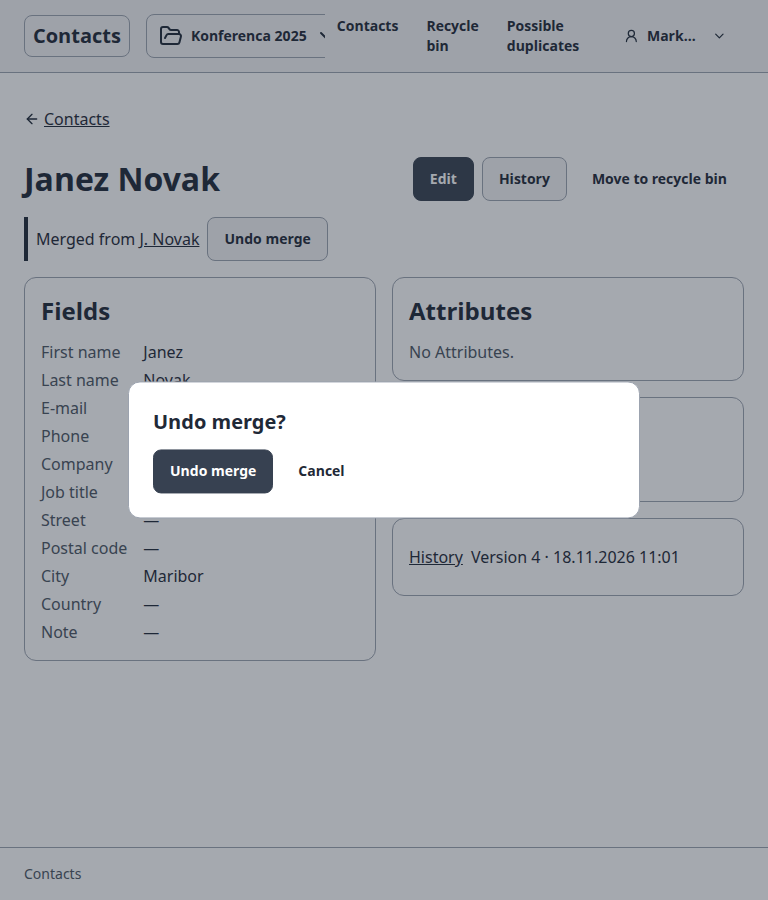 Contacts
Konferenca 2025
Contacts
Recycle bin
Possible duplicates
Mark...
← Contacts
Janez Novak
Edit
History
Move to recycle bin
Merged from J. Novak
Undo merge
Fields
First name Janez
Last name Novak
E-mail
Phone
Company
Job title
Street —
Postal code —
City Maribor
Country —
Note —
Attributes
No Attributes.
Undo merge?
Undo merge
Cancel
History Version 4 · 18.11.2026 11:01
Contacts